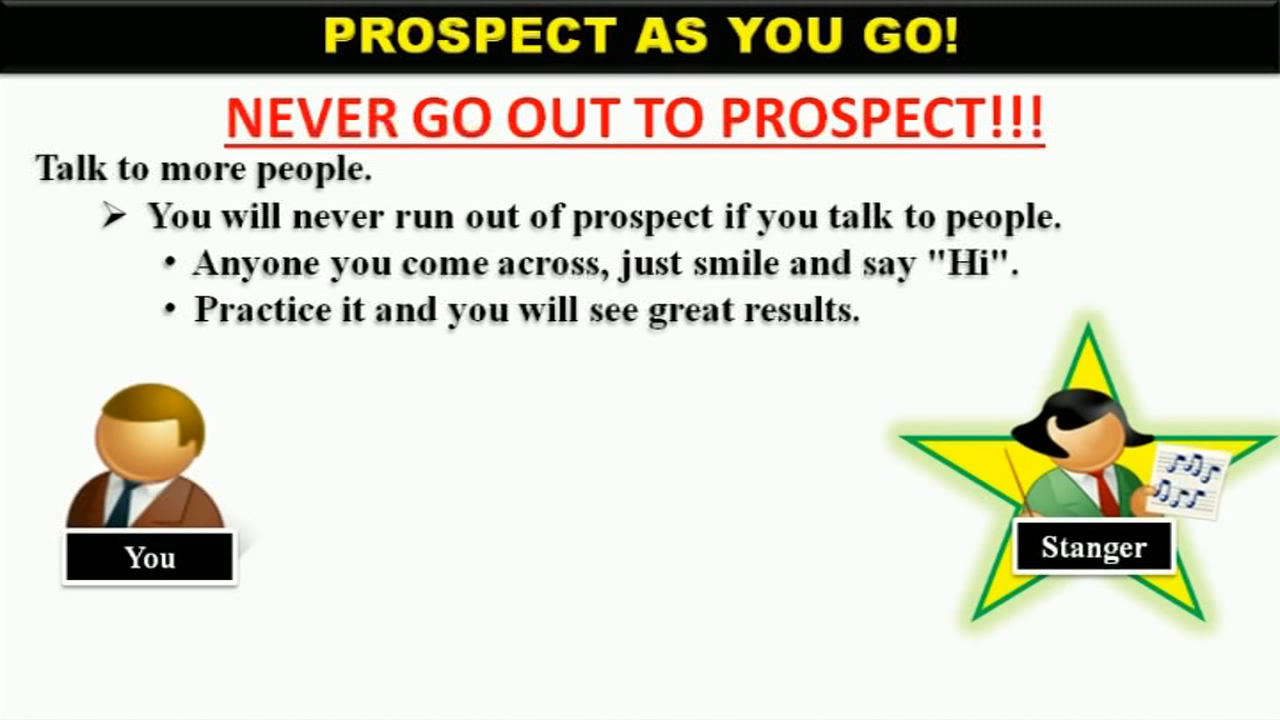 PROSPECT AS YOU GO!
NEVER GO OUT TO PROSPECT!!!
Talk to more people.
➢ You will never run out of prospect if you talk to people.
• Anyone you come across, just smile and say "Hi".
• Practice it and you will see great results.
You
Stanger